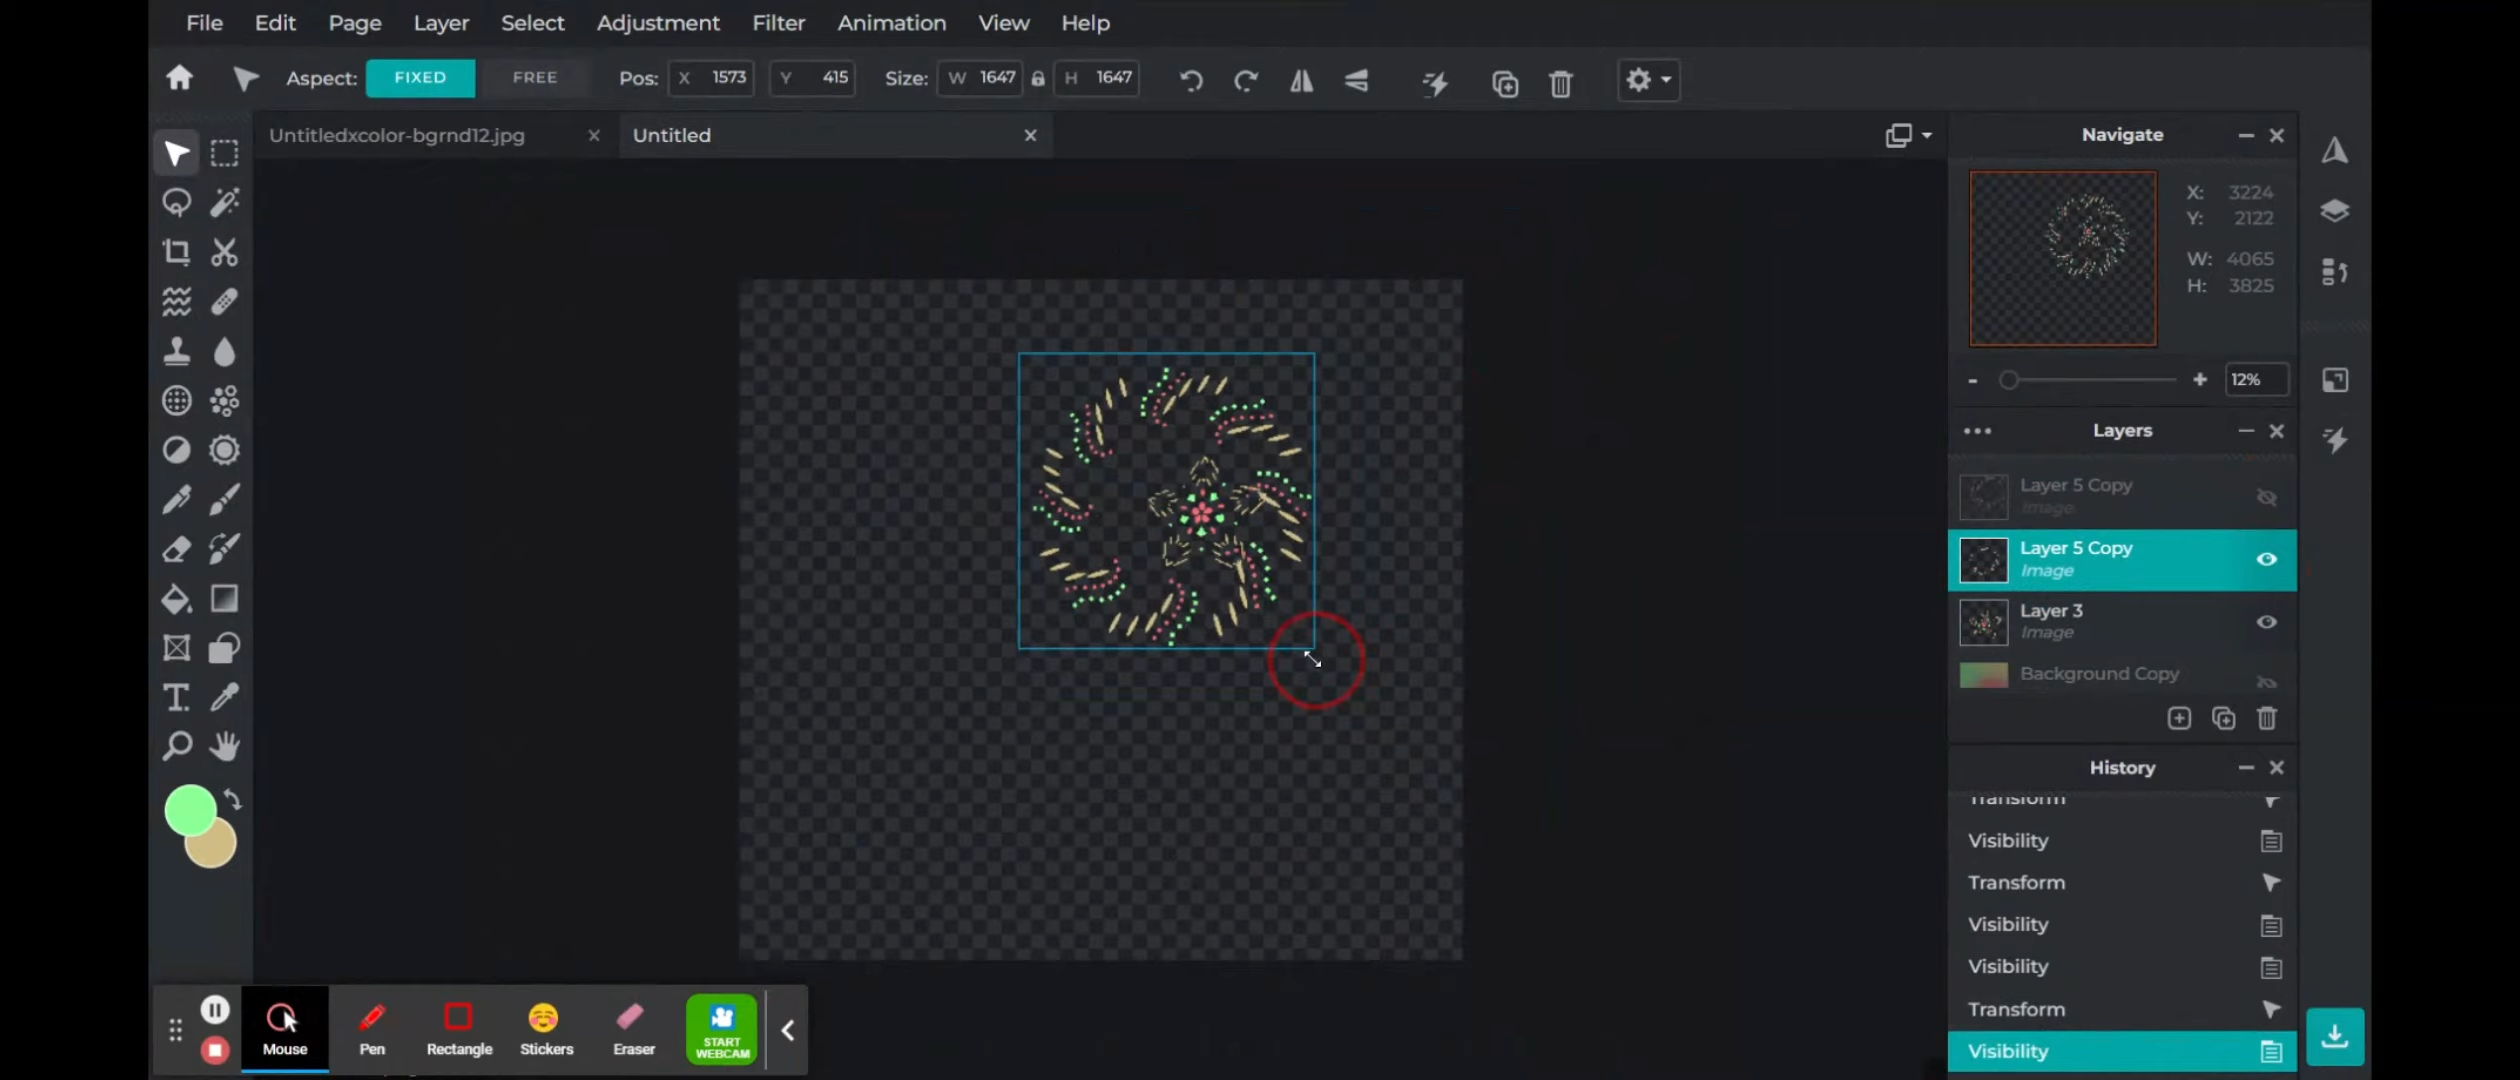 File Edit Page Layer Select Adjustment Filter Animation View Help
Aspect: FIXED FREE Pos: X 1573 Y 415 Size: W 1647 H 1647
Untitledxcolor-bgrnd12.jpg Untitled
Navigate
X: 3224
Y: 2122
W: 4065
H: 3825
- + 12%
Layers
Layer 5 Copy
Image
Layer 5 Copy
Image
Layer 3
Image
Background Copy
History
Transform
Visibility
Transform
Visibility
Visibility
Transform
Visibility
T.
Mouse Pen Rectangle Stickers Eraser START WEBCAM